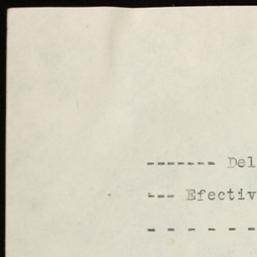 ------- Del
--- Efectiv
- - - - - -